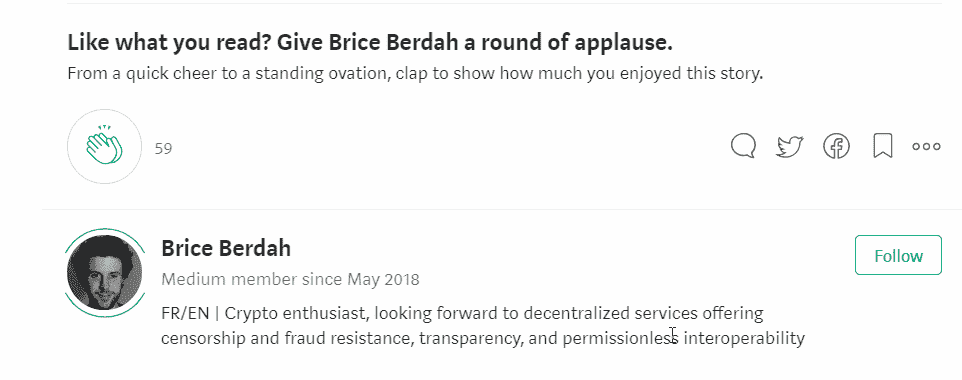 Like what you read? Give Brice Berdah a round of applause.
From a quick cheer to a standing ovation, clap to show how much you enjoyed this story.
59
Brice Berdah
Follow
Medium member since May 2018
FR/EN | Crypto enthusiast, looking forward to decentralized services offering
censorship and fraud resistance, transparency, and permissionless interoperability